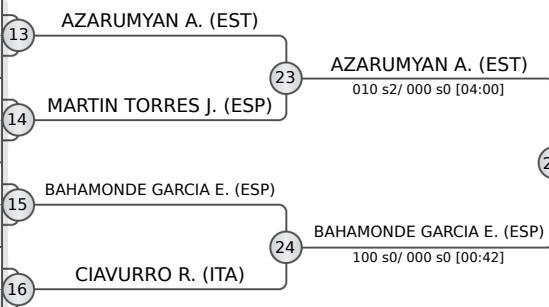 AZARUMYAN A. (EST)
13
23
AZARUMYAN A. (EST)
010 s2/ 000 s0 [04:00]
MARTIN TORRES J. (ESP)
14
BAHAMONDE GARCIA E. (ESP)
15
24
BAHAMONDE GARCIA E. (ESP)
100 s0/ 000 s0 [00:42]
CIAVURRO R. (ITA)
16